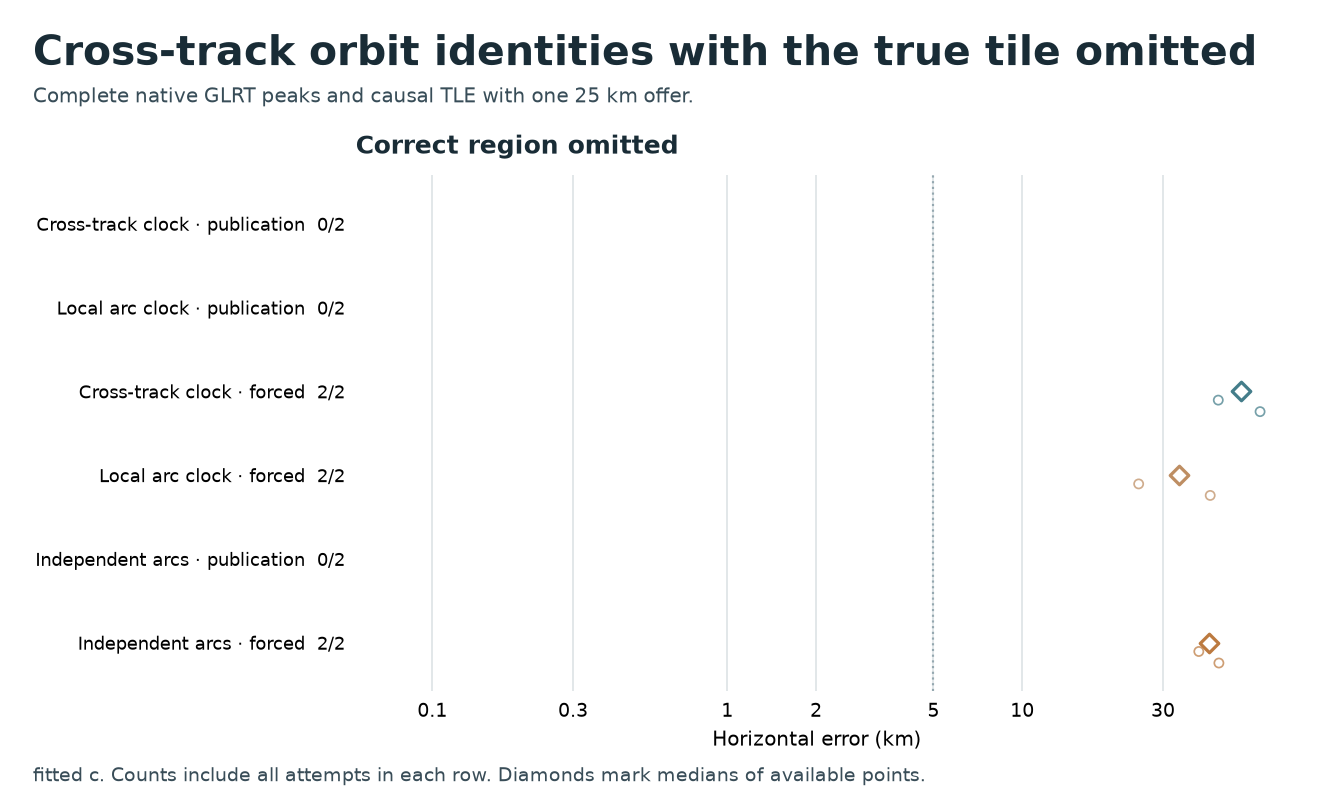 Cross-track orbit identities with the true tile omitted
Complete native GLRT peaks and causal TLE with one 25 km offer.
Correct region omitted
Cross-track clock · publication 0/2
Local arc clock · publication 0/2
Cross-track clock · forced 2/2
Local arc clock · forced 2/2
Independent arcs · publication 0/2
Independent arcs · forced 2/2
0.1 0.3 1 2 5 10 30
Horizontal error (km)
fitted c. Counts include all attempts in each row. Diamonds mark medians of available points.